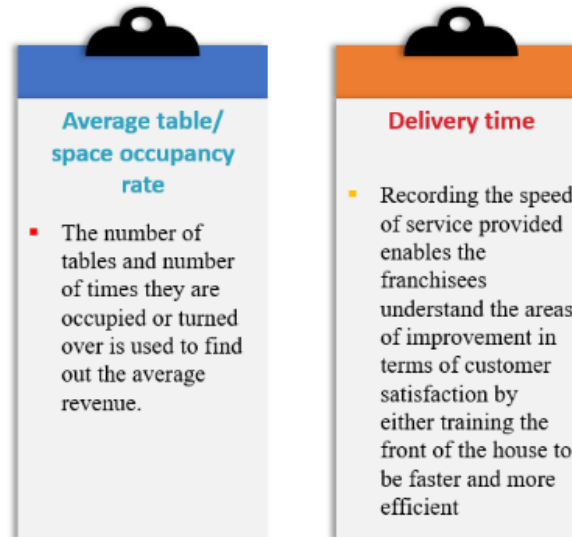 Average table/
space occupancy
rate
The number of
tables and number
of times they are
occupied or turned
over is used to find
out the average
revenue.
Delivery time
Recording the speed
of service provided
enables the
franchisees
understand the areas
of improvement in
terms of customer
satisfaction by
either training the
front of the house to
be faster and more
efficient